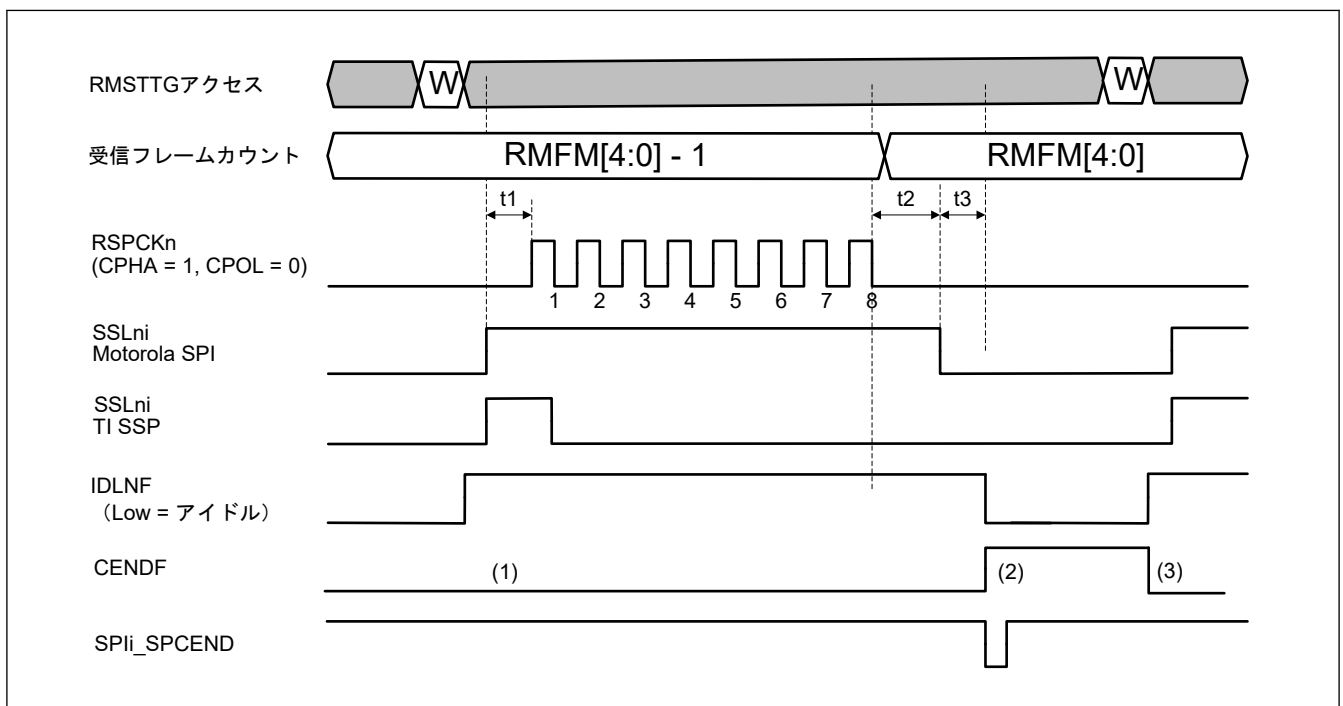 RMSTTGアクセス
W
W
受信フレームカウント
RMFM[4:0] - 1
RMFM[4:0]
t1
t2
t3
RSPCKn
(CPHA = 1, CPOL = 0)
1 2 3 4 5 6 7 8
SSLni
Motorola SPI
SSLni
TI SSP
IDLNF
（Low = アイドル）
CENDF
(1)
(2)
(3)
SPIi_SPCEND